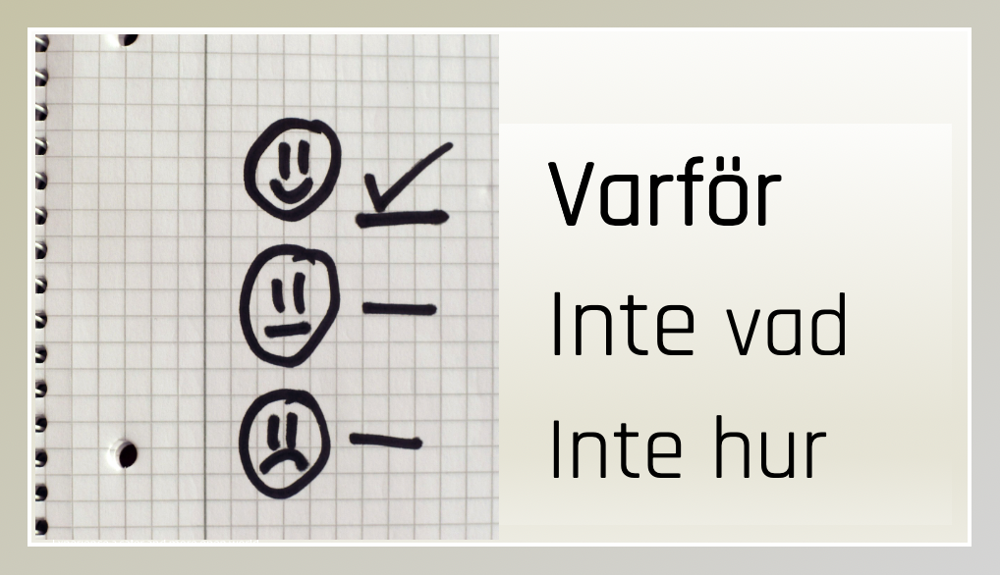 Varför
Inte vad
Inte hur